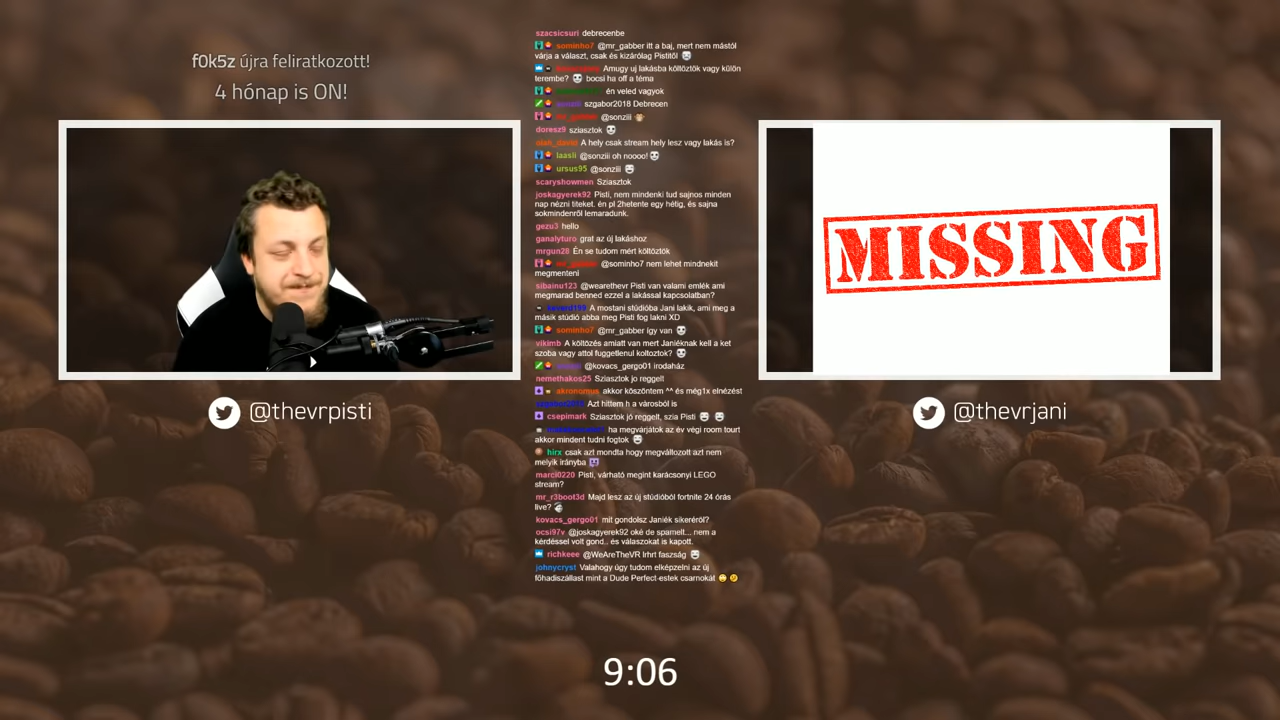 f0k5z újra feliratkozott!
4 hónap is ON!
szacsicsuri debrecenbe
sominho7 @mr_gabber itt a baj, mert nem mástól
várja a választ, csak és kizárólag Pistitől
Amugy uj lakásba költöztök vagy külön
terembe? bocsi ha off a téma
én veled vagyok
szgabor2018 Debrecen
@sonziii
doresz9 sziasztok
A hely csak stream hely lesz vagy lakás is?
laasli @sonziii oh noooo!
ursus95 @sonziii
scaryshowmen Sziasztok
joskagyerek92 Pisti, nem mindenki tud sajnos minden
nap nézni titeket. én pl 2hetente egy hétig, és sajna
sokmindenről lemaradunk.
gezu3 hello
ganalyturo grat az új lakáshoz
mrgun28 Én se tudom mért költöztök
@sominho7 nem lehet mindnekit
megmenteni
sibainu123 @wearethevr Pisti van valami emlék ami
megmarad benned ezzel a lakással kapcsolatban?
A mostani stúdióba Jani lakik, ami meg a
másik stúdió abba meg Pisti fog lakni XD
sominho7 @mr_gabber így van
vikimb A költözés amiatt van mert Janiéknak kell a ket
szoba vagy attol fuggetlenul koltoztok?
@kovacs_gergo01 irodaház
nemethakos25 Sziasztok jo reggelt
akronozmus akkor köszöntem ^^ és még1x elnézést
Azt hittem h a városból is
csepimark Sziasztok jó reggelt, szia Pisti
ha megvárjátok az év végi room tourt
akkor mindent tudni fogtok
hirx csak azt mondta hogy megváltozott azt nem
melyik irányba
marci0220 Pisti, várható megint karácsonyi LEGO
stream?
mr_r3boot3d Majd lesz az új stúdióból fortnite 24 órás
live?
kovacs_gergo01 mit gondolsz Janiék sikeréről?
ocsi97v @joskagyerek92 oké de spamelt... nem a
kérdéssel volt gond.. és válaszokat is kapott.
richkeee @WeAreTheVR lrhrt faszság
johnycryst Valahogy úgy tudom elképzelni az új
főhadiszállast mint a Dude Perfect-estek csarnokát
MISSING
@thevrpisti
@thevrjani
9:06